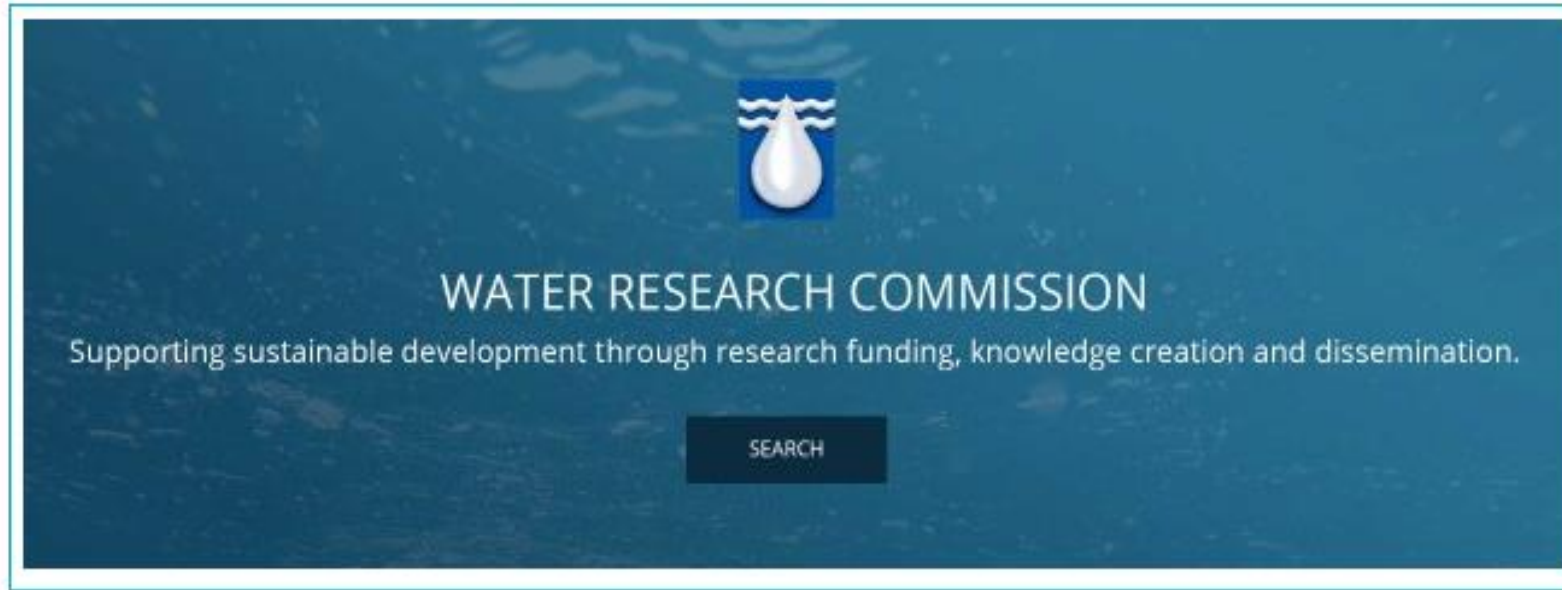 WATER RESEARCH COMMISSION
Supporting sustainable development through research funding, knowledge creation and dissemination.
SEARCH